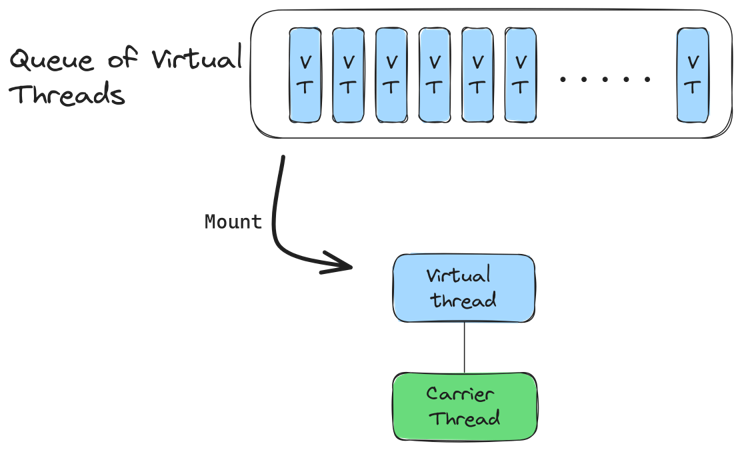 Queue of Virtual
Threads
V V V V V V ..... V
T T T T T T T
Mount
Virtual
thread
Carrier
Thread